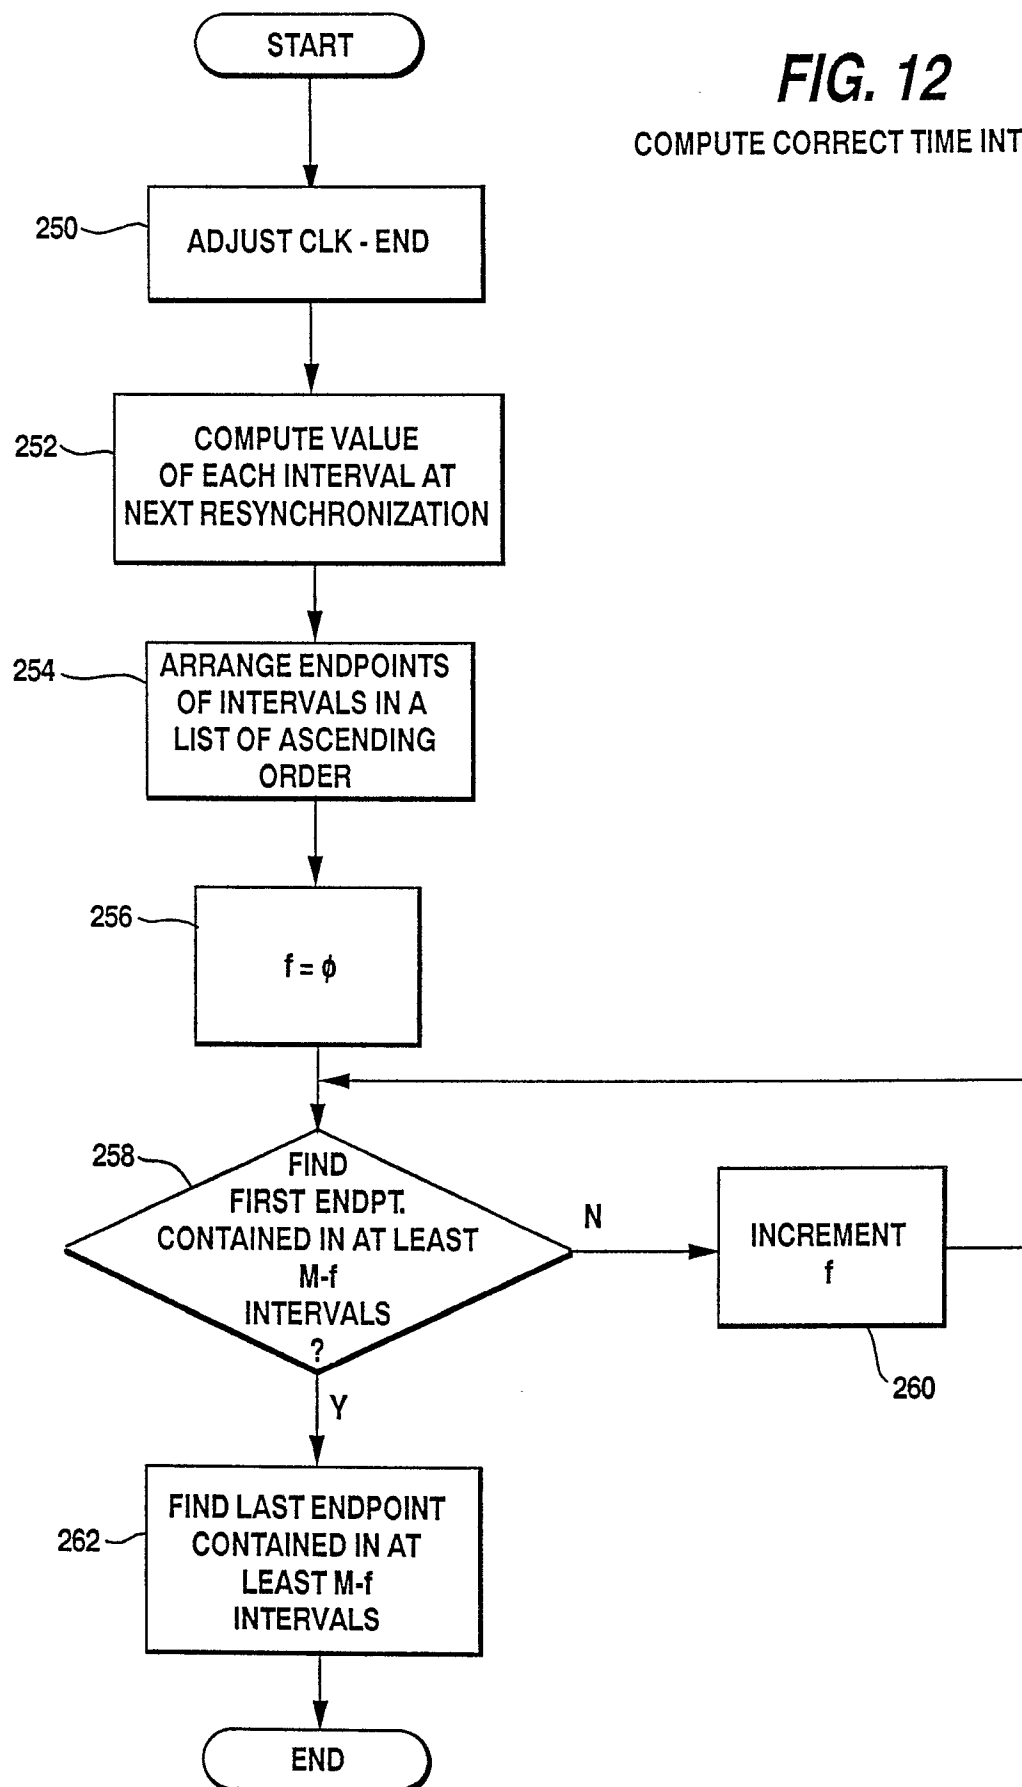 START
FIG. 12
COMPUTE CORRECT TIME INT
250
ADJUST CLK - END
252
COMPUTE VALUE
OF EACH INTERVAL AT
NEXT RESYNCHRONIZATION
254
ARRANGE ENDPOINTS
OF INTERVALS IN A
LIST OF ASCENDING
ORDER
256
f = ϕ
258
FIND
FIRST ENDPT.
CONTAINED IN AT LEAST
M-f
INTERVALS
?
N
INCREMENT
f
260
Y
262
FIND LAST ENDPOINT
CONTAINED IN AT
LEAST M-f
INTERVALS
END